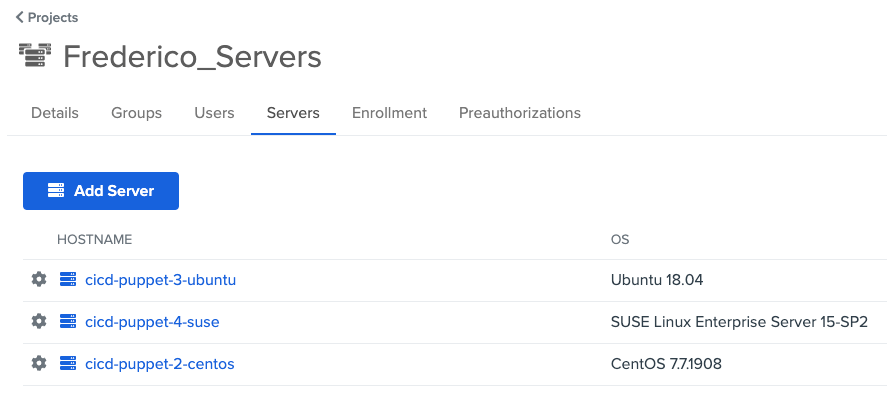 Projects
Frederico_Servers
Details Groups Users Servers Enrollment Preauthorizations
Add Server
HOSTNAME OS
cicd-puppet-3-ubuntu Ubuntu 18.04
cicd-puppet-4-suse SUSE Linux Enterprise Server 15-SP2
cicd-puppet-2-centos CentOS 7.7.1908